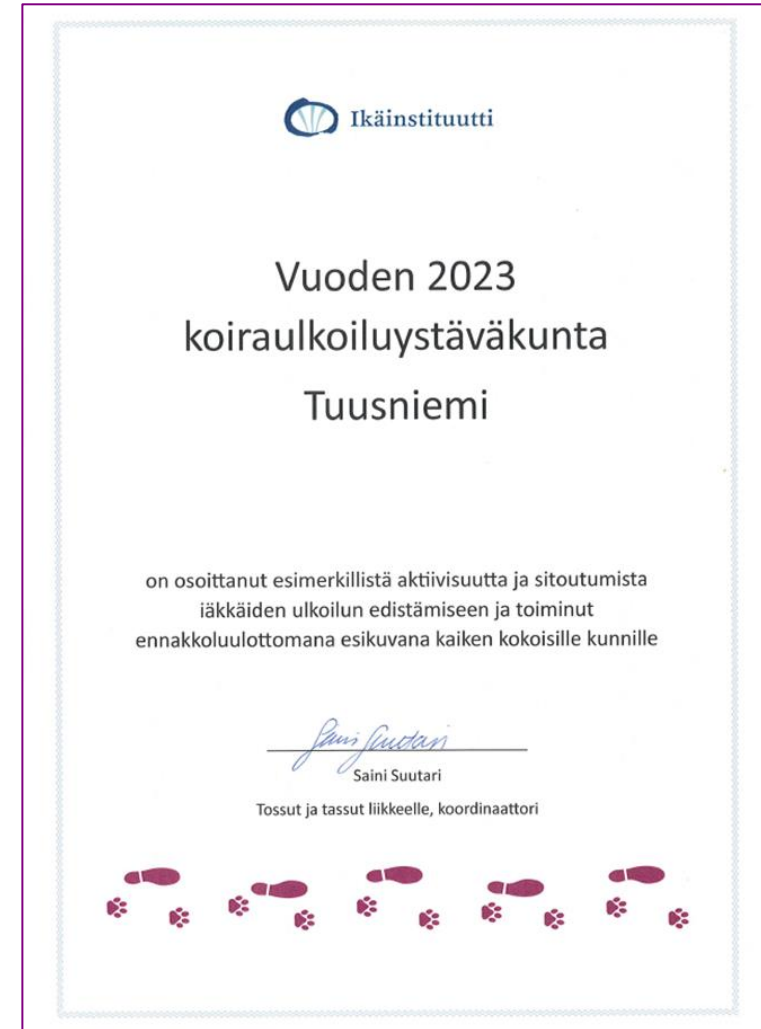 Ikäinstituutti
Vuoden 2023
koiraulkoiluystäväkunta
Tuusniemi
on osoittanut esimerkillistä aktiivisuutta ja sitoutumista
iäkkäiden ulkoilun edistämiseen ja toiminut
ennakkoluulottomana esikuvana kaiken kokoisille kunnille
Saini Suutari
Saini Suutari
Tossut ja tassut liikkeelle, koordinaattori